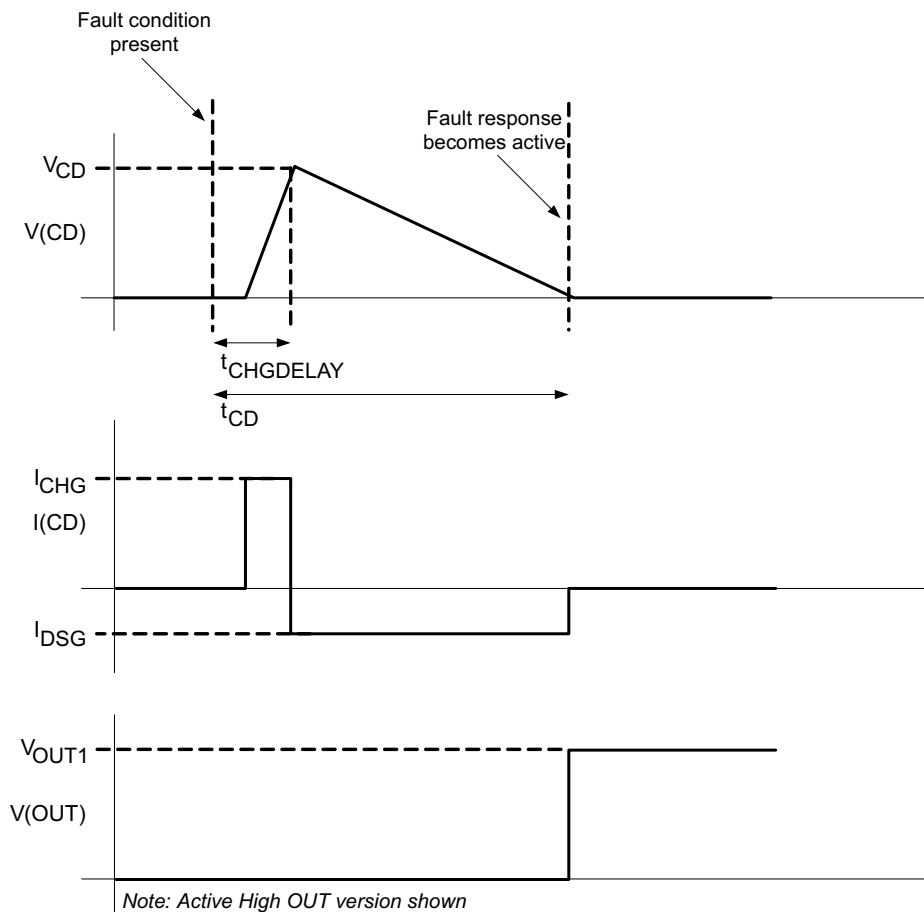 Fault condition
present
Fault response
becomes active
VCD
V(CD)
tCHGDELAY
tCD
ICHG
I(CD)
IDSG
VOUT1
V(OUT)
Note: Active High OUT version shown